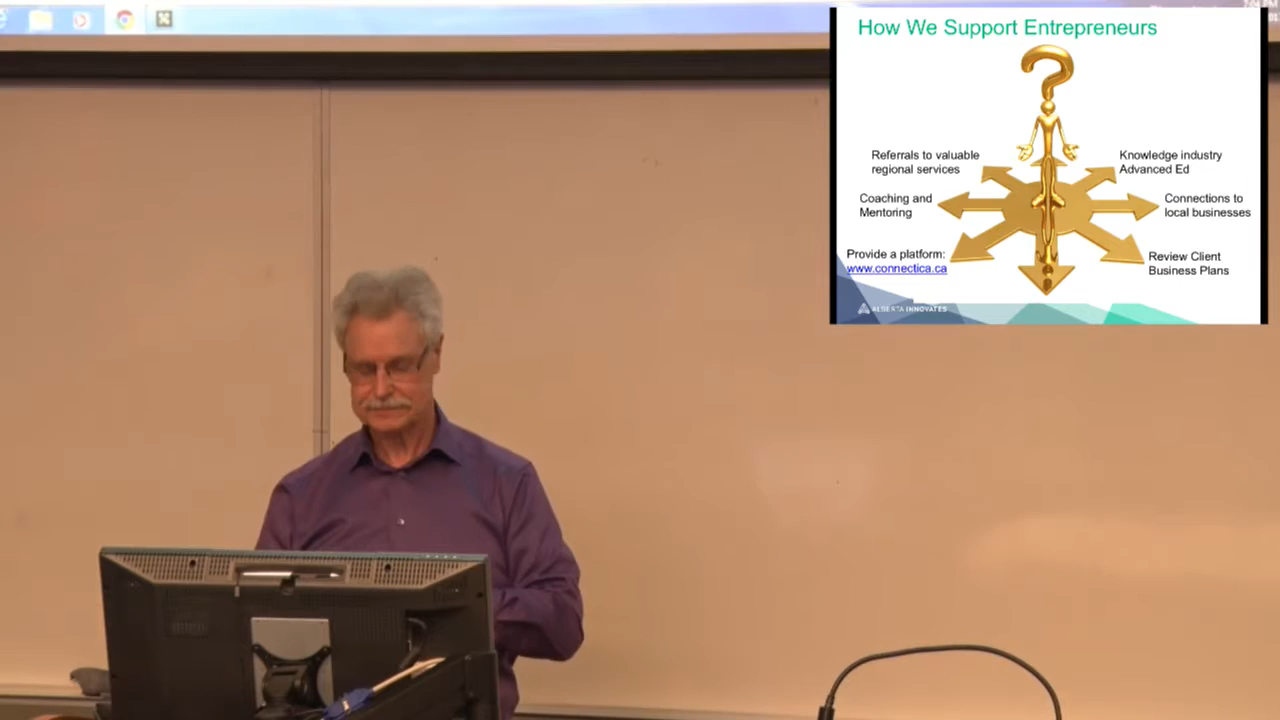 How We Support Entrepreneurs
Referrals to valuable
regional services
Knowledge industry
Advanced Ed
Coaching and
Mentoring
Connections to
local businesses
Provide a platform:
www.connectica.ca
Review Client
Business Plans
ALBERTA INNOVATES